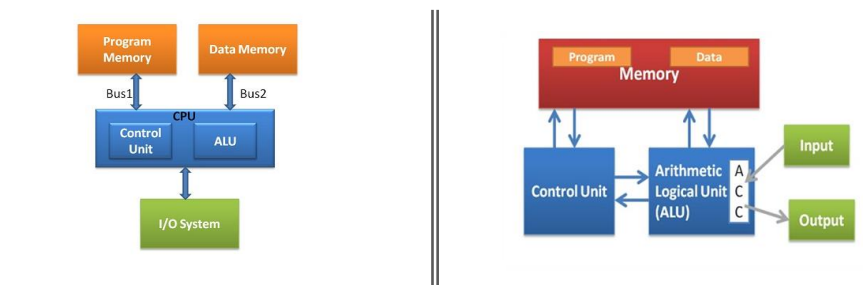 Program
Memory
Data Memory
Bus1
Bus2
CPU
Control
Unit
ALU
I/O System
Program
Data
Memory
Control Unit
Arithmetic
Logical Unit
(ALU)
A
C
C
Input
Output